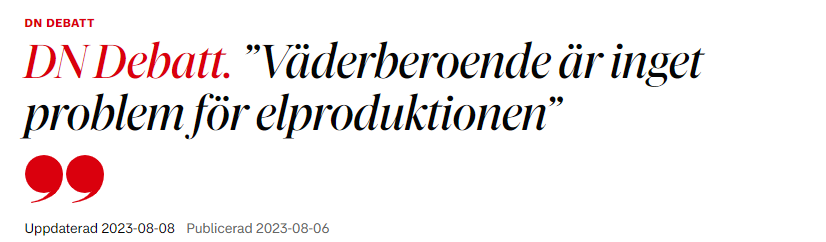 DN DEBATT
DN Debatt. ”Väderberoende är inget
problem för elproduktionen”
Uppdaterad 2023-08-08 Publicerad 2023-08-06